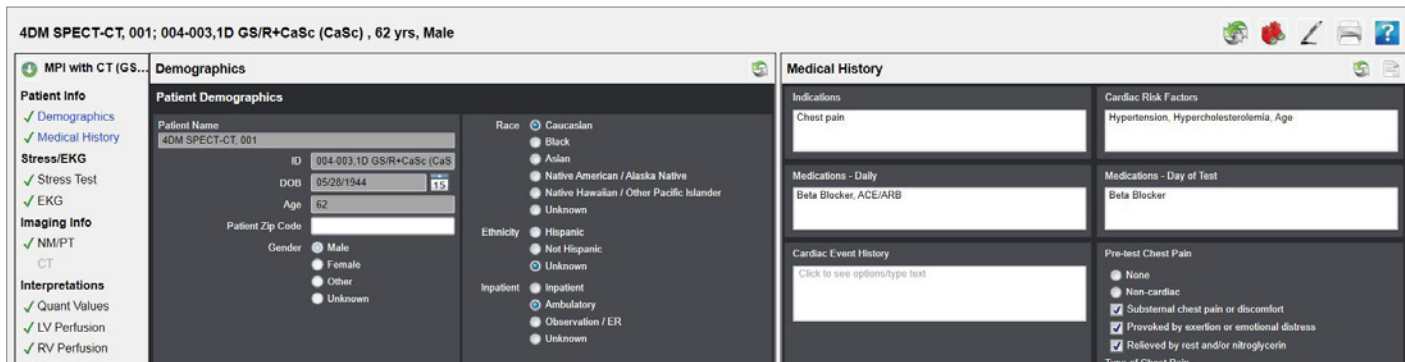 4DM SPECT-CT, 001; 004-003,1D GS/R+CaSc (CaSc) , 62 yrs, Male
MPI with CT (GS...
Patient Info
Demographics
Medical History
Stress/EKG
Stress Test
EKG
Imaging Info
NM/PT
CT
Interpretations
Quant Values
LV Perfusion
RV Perfusion
Demographics
Patient Demographics
Patient Name
4DM SPECT-CT, 001
ID 004-003,1D GS/R+CaSc (CaS
DOB 05/28/1944 15
Age 62
Patient Zip Code
Gender Male
Female
Other
Unknown
Race Caucasian
Black
Asian
Native American / Alaska Native
Native Hawaiian / Other Pacific Islander
Unknown
Ethnicity Hispanic
Not Hispanic
Unknown
Inpatient Inpatient
Ambulatory
Observation / ER
Unknown
Medical History
Indications
Chest pain
Cardiac Risk Factors
Hypertension, Hypercholesterolemia, Age
Medications - Daily
Beta Blocker, ACE/ARB
Medications - Day of Test
Beta Blocker
Cardiac Event History
Click to see options/type text
Pre-test Chest Pain
None
Non-cardiac
Substernal chest pain or discomfort
Provoked by exertion or emotional distress
Relieved by rest and/or nitroglycerin
Type of Chest Pain